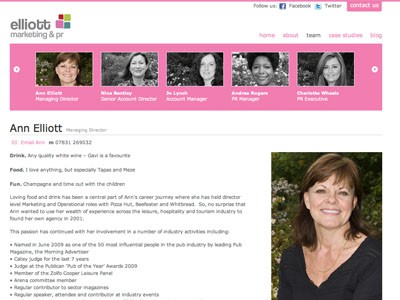 Follow us: Facebook Twitter contact us
elliott
marketing & pr
home about team case studies blog
Ann Elliott
Managing Director
Nina Bentley
Senior Account Director
Jo Lynch
Account Manager
Andrea Rogers
PR Manager
Charlotte Wheals
PR Executive
Ann Elliott Managing Director
Email Ann m 07831 269032
Drink. Any quality white wine – Gavi is a favourite
Food. I love anything, but especially Tapas and Meze
Fun. Champagne and time out with the children
Loving food and drink has been a central part of Ann's career journey where she has held director
level Marketing and Operational roles with Pizza Hut, Beefeater and Whitbread. So, no surprise that
Ann wanted to use her wealth of experience across the leisure, hospitality and tourism industry to
found her own agency in 2001.
This passion has continued with her involvement in a number of industry activities including:
• Named in June 2009 as one of the 50 most influential people in the pub industry by leading Pub
Magazine, the Morning Advertiser
• Catey judge for the last 7 years
• Judge at the Publican 'Pub of the Year' Awards 2009
• Member of the Zolfo Cooper Leisure Panel
• Arena committee member
• Regular contributor to sector magazines
• Regular speaker, attendee and contributor at industry events